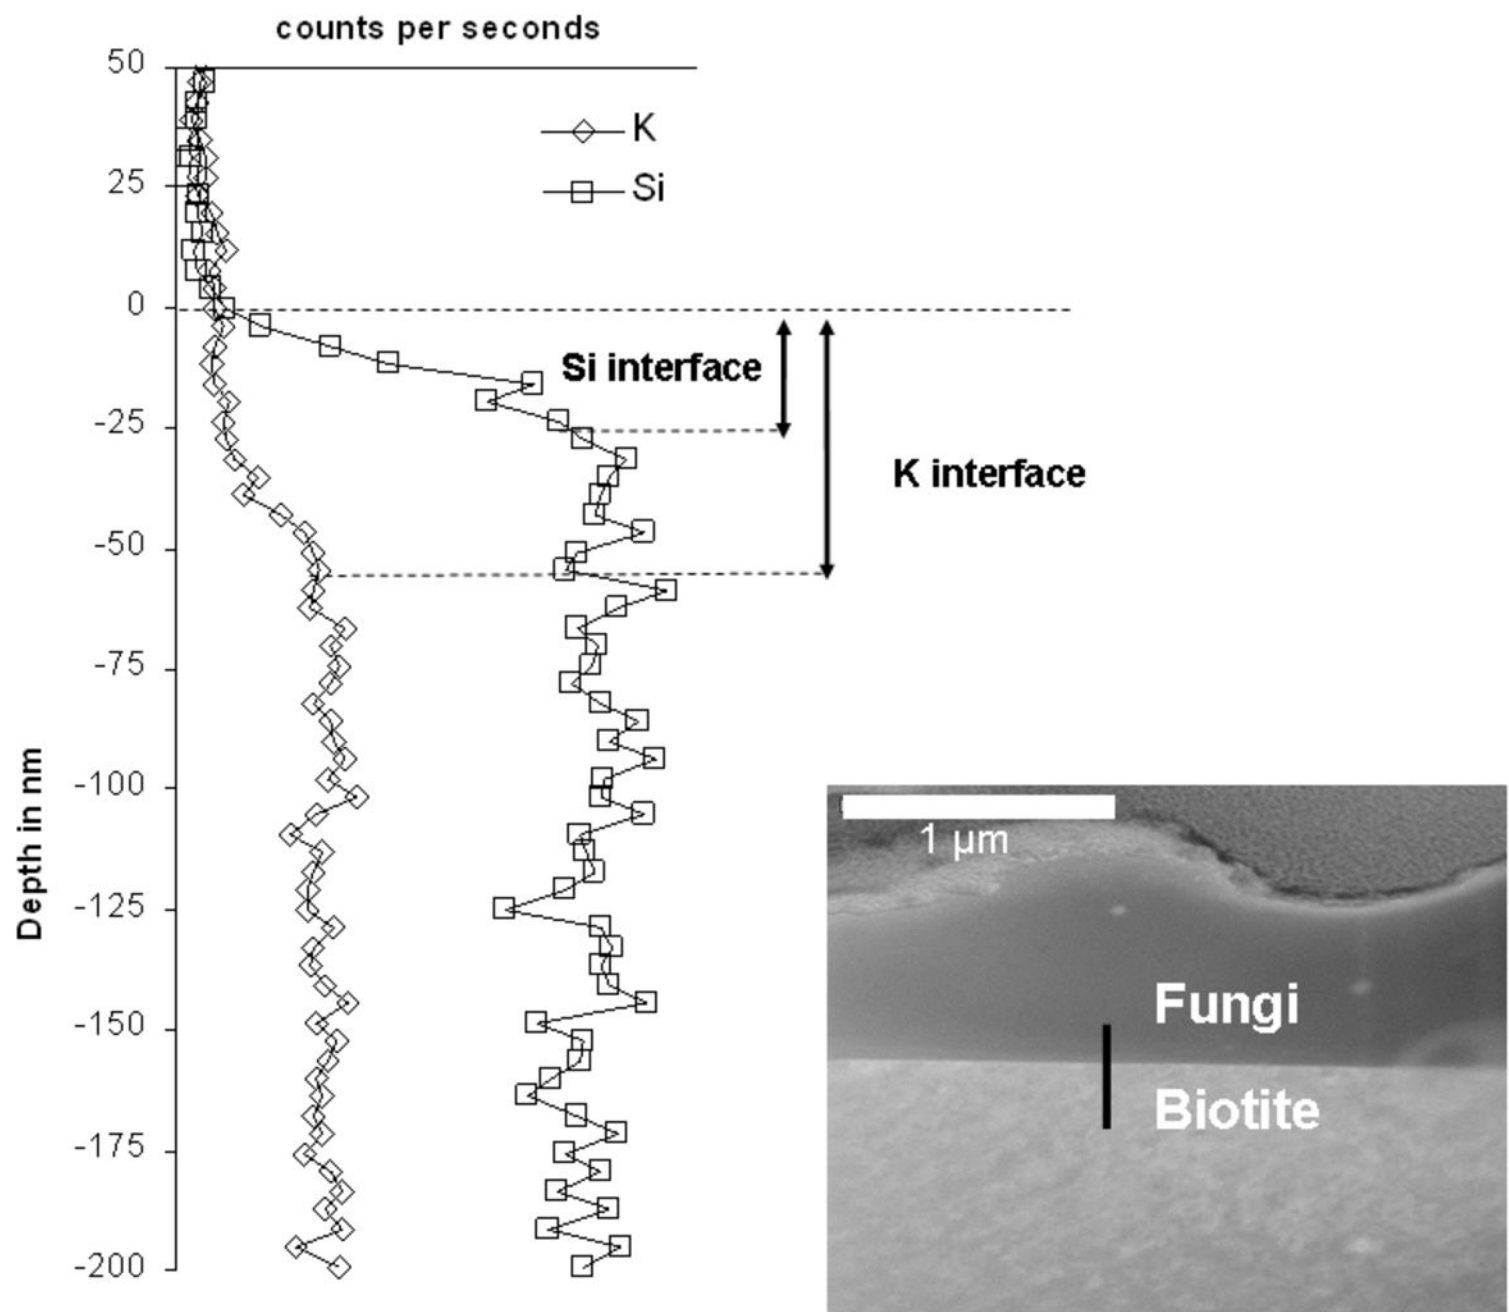 counts per seconds
50
K
Si
25
0
Si interface
-25
K interface
-50
-75
-100
-125
-150
-175
-200
Depth in nm
1 µm
Fungi
Biotite